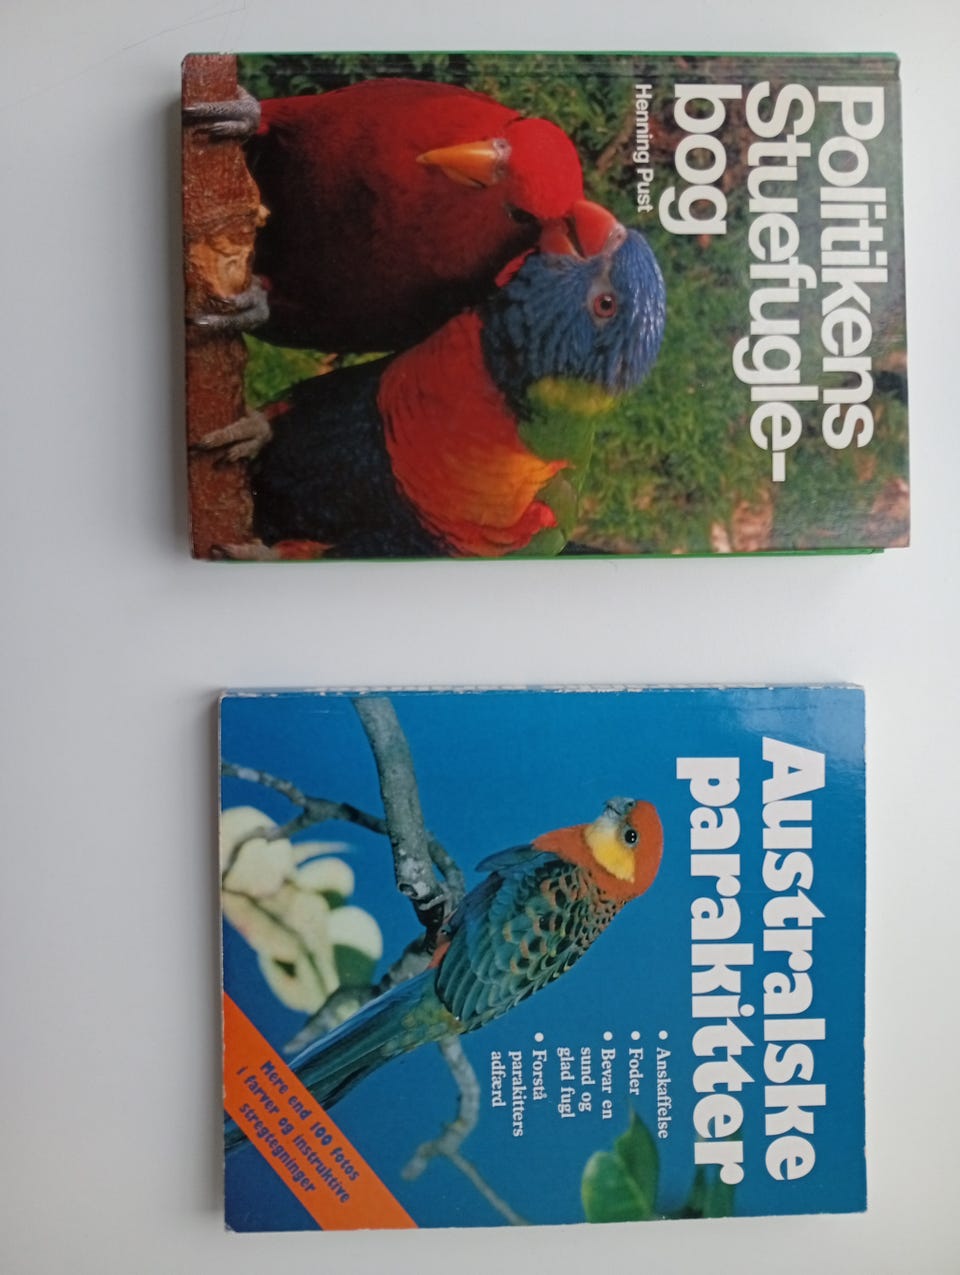 Politikens
Stuefugle-
bog
Henning Pust
Australske
parakitter
• Anskaffelse
• Foder
• Bevar en
sund og
glad fugl
• Forstå
parakitters
adfærd
Mere end 100 fotos
i farver og instruktive
stregtegninger